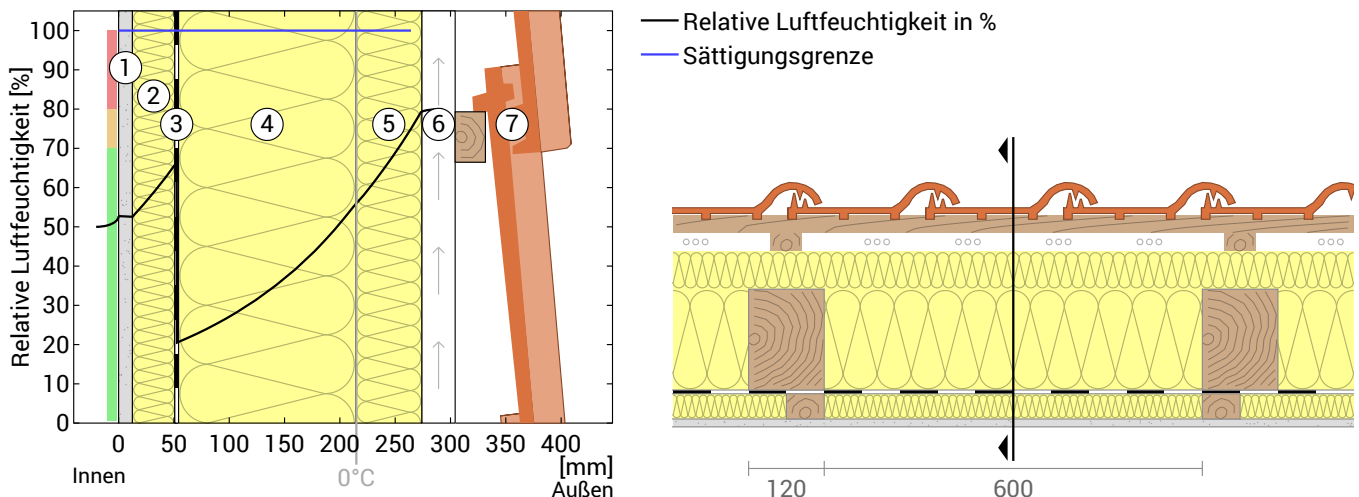 Relative Luftfeuchtigkeit [%]
100
90
80
70
60
50
40
30
20
10
0
1
2
3
4
5
6
7
0 50 100 150 200 250 300 350 400
[mm]
Innen
0°C
Außen
Relative Luftfeuchtigkeit in %
Sättigungsgrenze
120
600